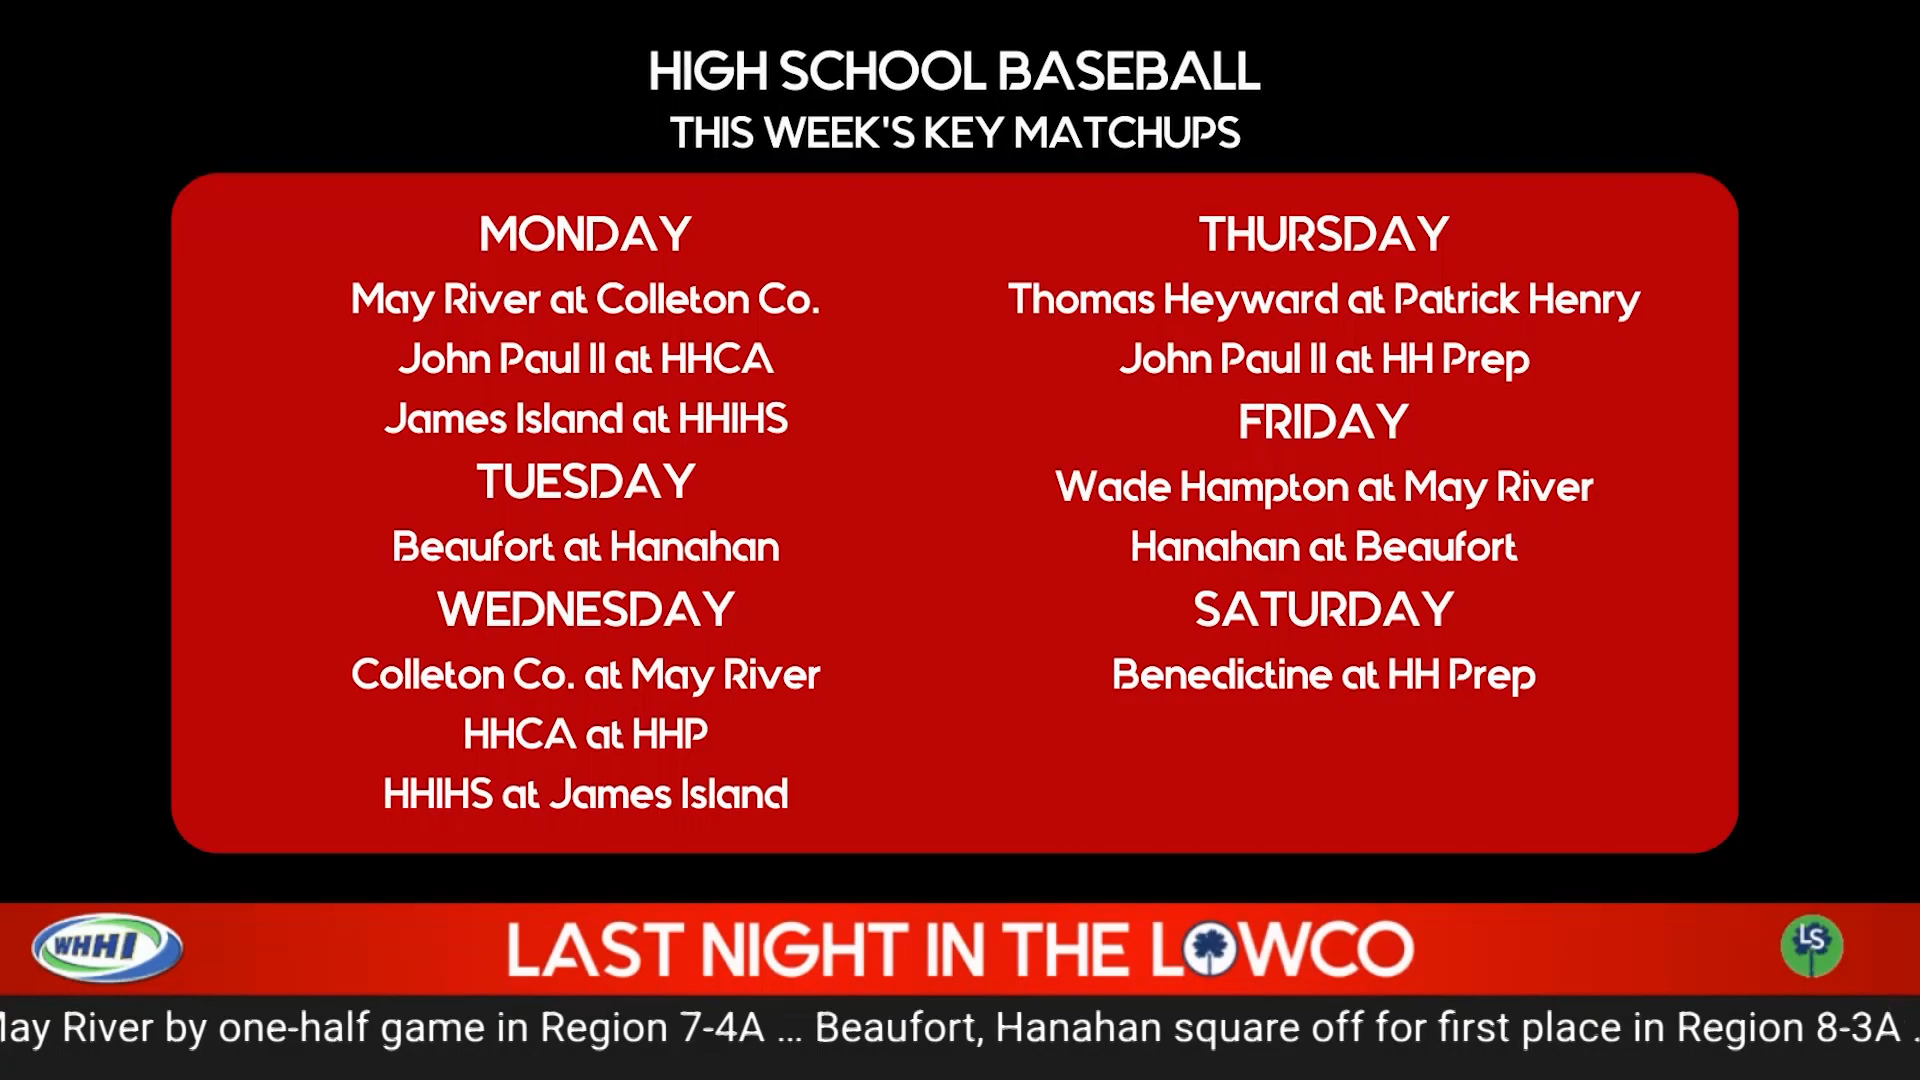 HIGH SCHOOL BASEBALL
THIS WEEK'S KEY MATCHUPS
MONDAY
May River at Colleton Co.
John Paul II at HHCA
James Island at HHIHS
TUESDAY
Beaufort at Hanahan
WEDNESDAY
Colleton Co. at May River
HHCA at HHP
HHIHS at James Island
THURSDAY
Thomas Heyward at Patrick Henry
John Paul II at HH Prep
FRIDAY
Wade Hampton at May River
Hanahan at Beaufort
SATURDAY
Benedictine at HH Prep
WHHI
LAST NIGHT IN THE LOWCO
LS
May River by one-half game in Region 7-4A ... Beaufort, Hanahan square off for first place in Region 8-3A .